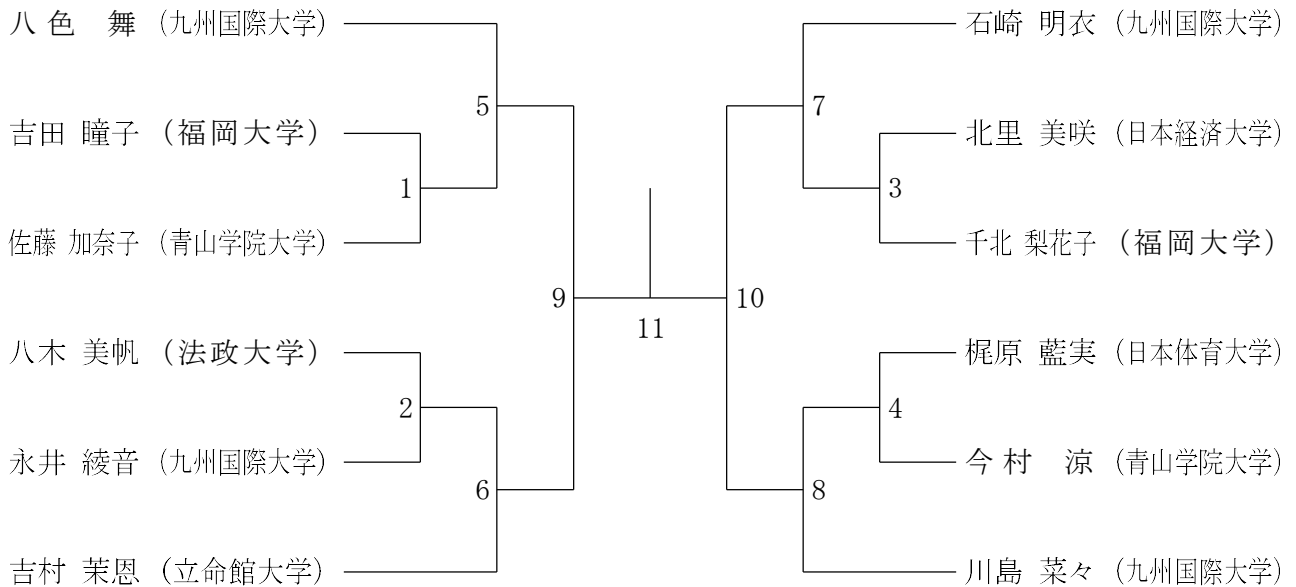 八色 舞 (九州国際大学)
5
吉田 瞳子 (福岡大学)
1
佐藤 加奈子 (青山学院大学)
9
八木 美帆 (法政大学)
2
永井 綾音 (九州国際大学)
6
吉村 茉恩 (立命館大学)
11
石崎 明衣 (九州国際大学)
7
北里 美咲 (日本経済大学)
3
千北 梨花子 (福岡大学)
10
梶原 藍実 (日本体育大学)
4
今村 涼 (青山学院大学)
8
川島 菜々 (九州国際大学)